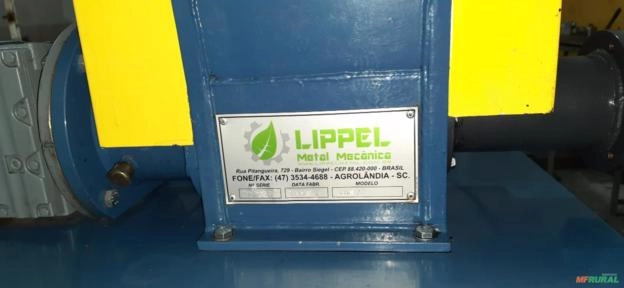 LIPPEL
Metal Mecânica
Rua Pitangueira, 729 - Bairro Siegel - CEP. 88.420-000 - BRASIL
FONE/FAX: (47) 3534-4688 - AGROLÂNDIA - SC.
Nº SÉRIE DATA FABR. MODELO
MFRURAL